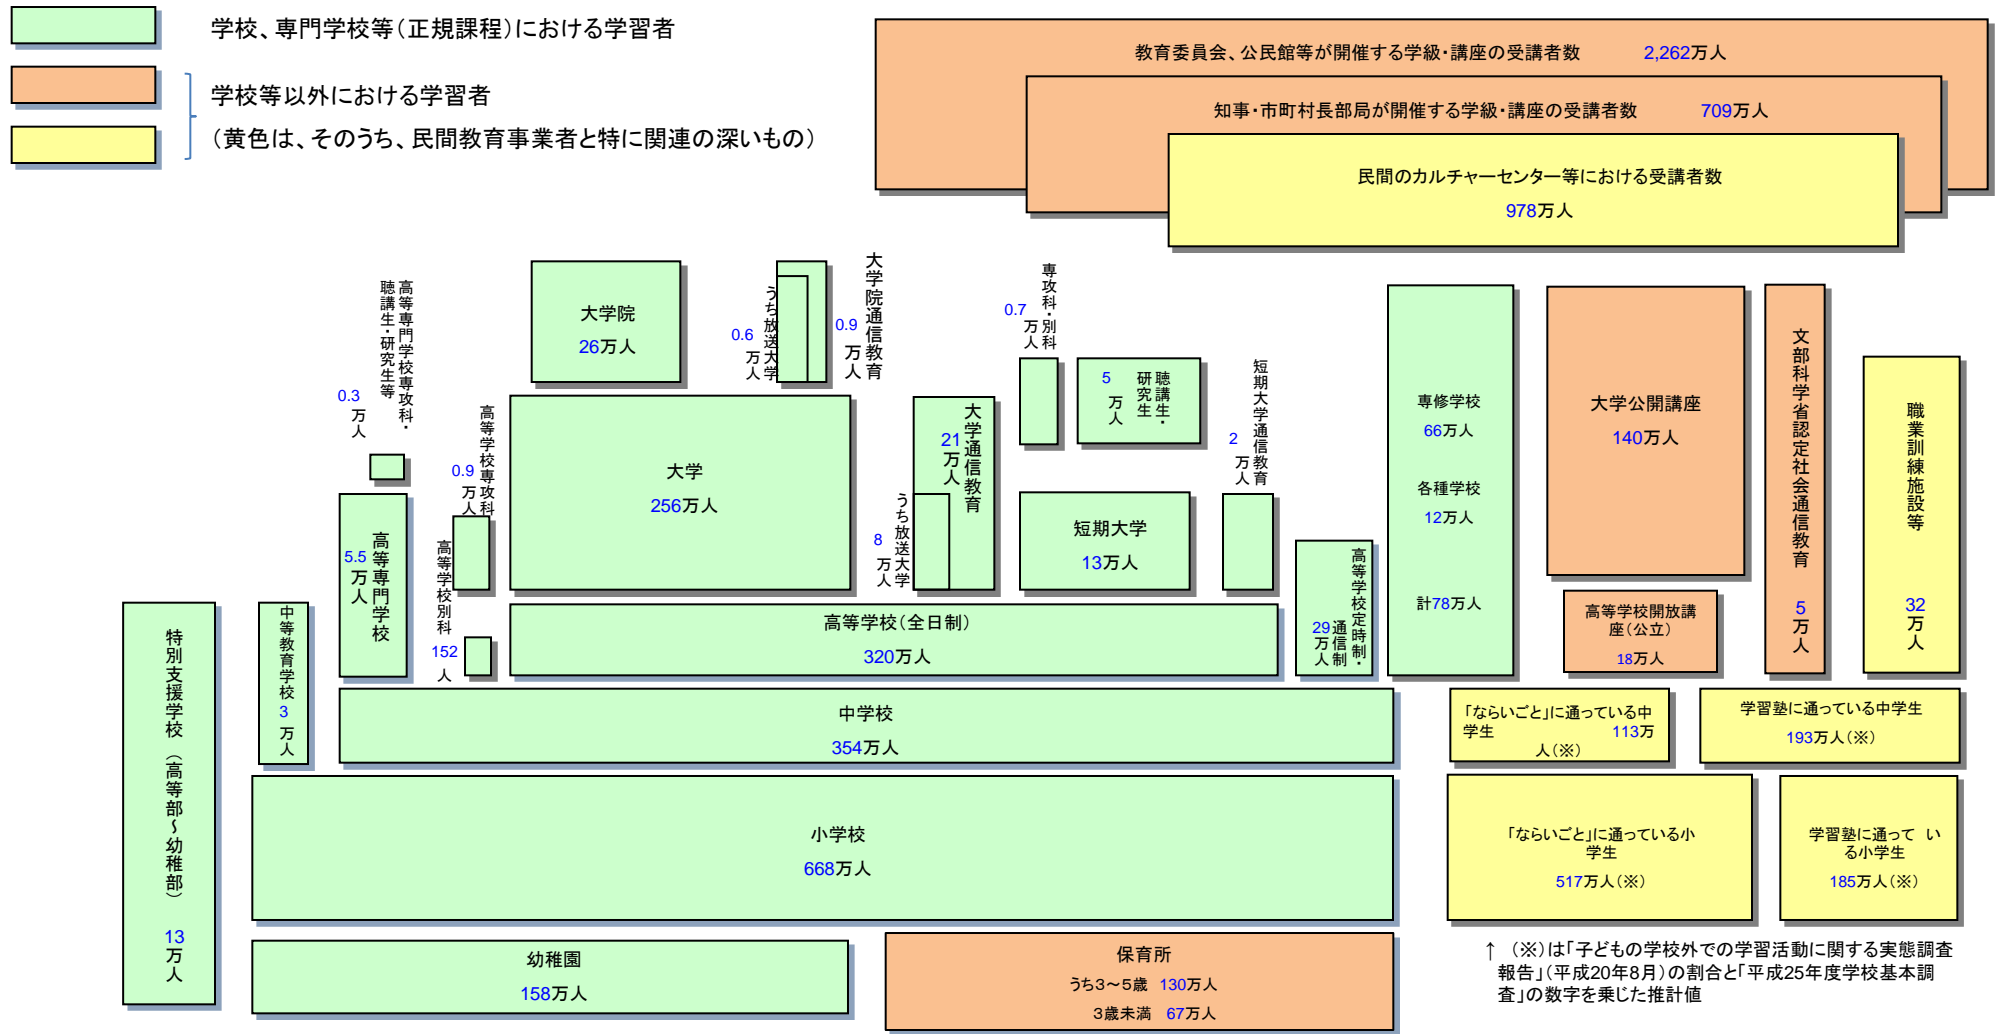 学校、専門学校等（正規課程）における学習者
学校等以外における学習者
（黄色は、そのうち、民間教育事業者と特に関連の深いもの）
教育委員会、公民館等が開催する学級・講座の受講者数 2,262万人
知事・市町村長部局が開催する学級・講座の受講者数 709万人
民間のカルチャーセンター等における受講者数
978万人
高等専門学校専攻科・
聴講生・研究生等
0.3
万人
大学院
26万人
うち放送大学
0.6
万人
大学院通信教育
0.9
万人
専攻科・別科
0.7
万人
聴講生・
研究生
5
万人
短期大学通信教育
2
万人
高等学校専攻科
0.9
万人
大学
256万人
大学通信教育
21
万人
うち放送大学
8
万人
短期大学
13万人
専修学校
66万人
各種学校
12万人
計78万人
大学公開講座
140万人
文部科学省認定社会通信教育
5
万人
職業訓練施設等
32
万人
高等専門学校
5.5
万人
高等学校別科
152
人
高等学校（全日制）
320万人
高等学校定時制・
通信制
29
万人
高等学校開放講
座（公立）
18万人
特別支援学校（高等部～幼稚部）
13
万人
中等教育学校
3
万人
中学校
354万人
「ならいごと」に通っている中
学生 113万
人（※）
学習塾に通っている中学生
193万人（※）
小学校
668万人
「ならいごと」に通っている小
学生
517万人（※）
学習塾に通って い
る小学生
185万人（※）
幼稚園
158万人
保育所
うち３～５歳 130万人
３歳未満 67万人
↑ （※）は「子どもの学校外での学習活動に関する実態調査
報告」（平成20年8月）の割合と「平成25年度学校基本調
査」の数字を乗じた推計値